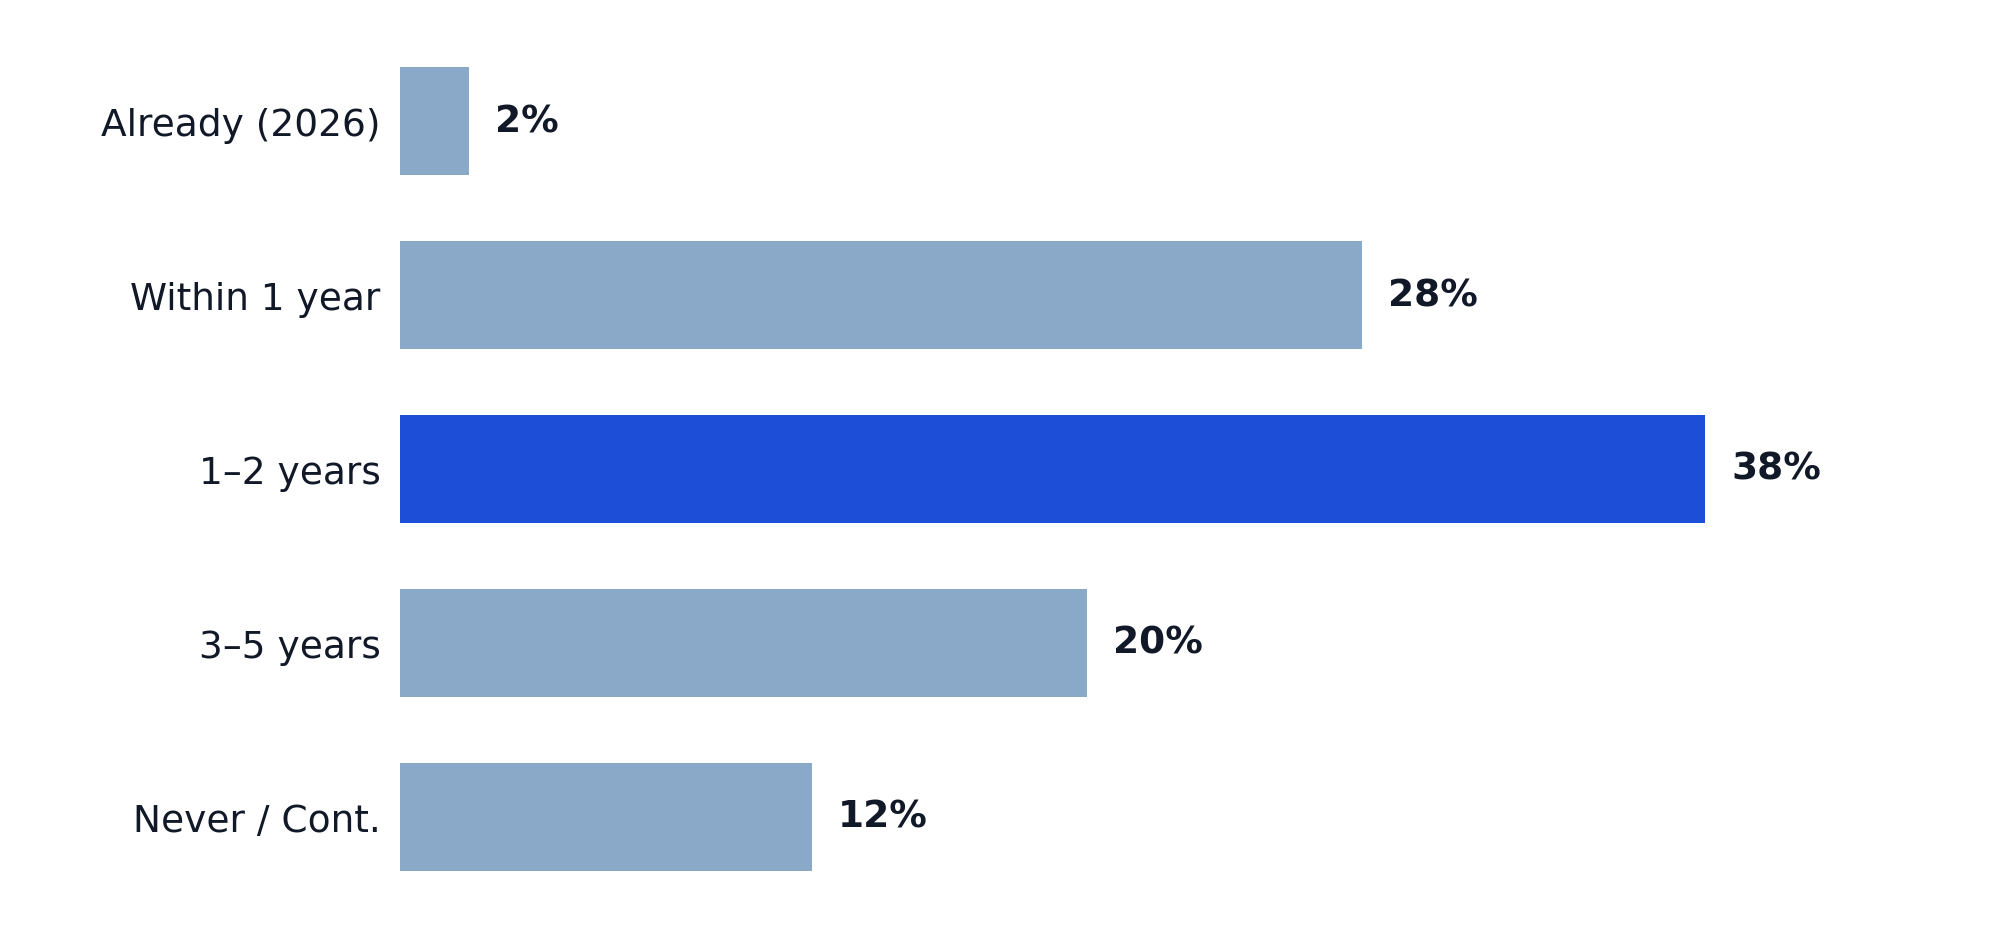 Already (2026) 2%
Within 1 year 28%
1–2 years 38%
3–5 years 20%
Never / Cont. 12%